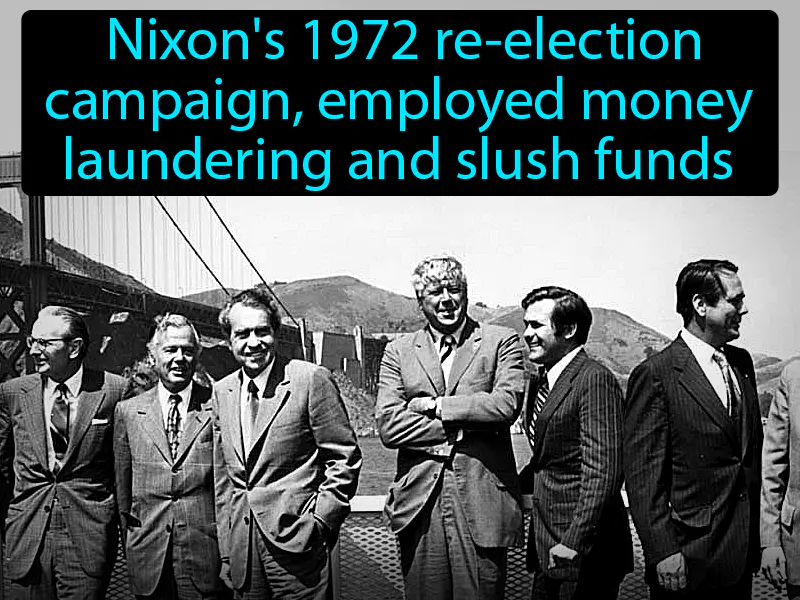 Nixon's 1972 re-election
campaign, employed money
laundering and slush funds